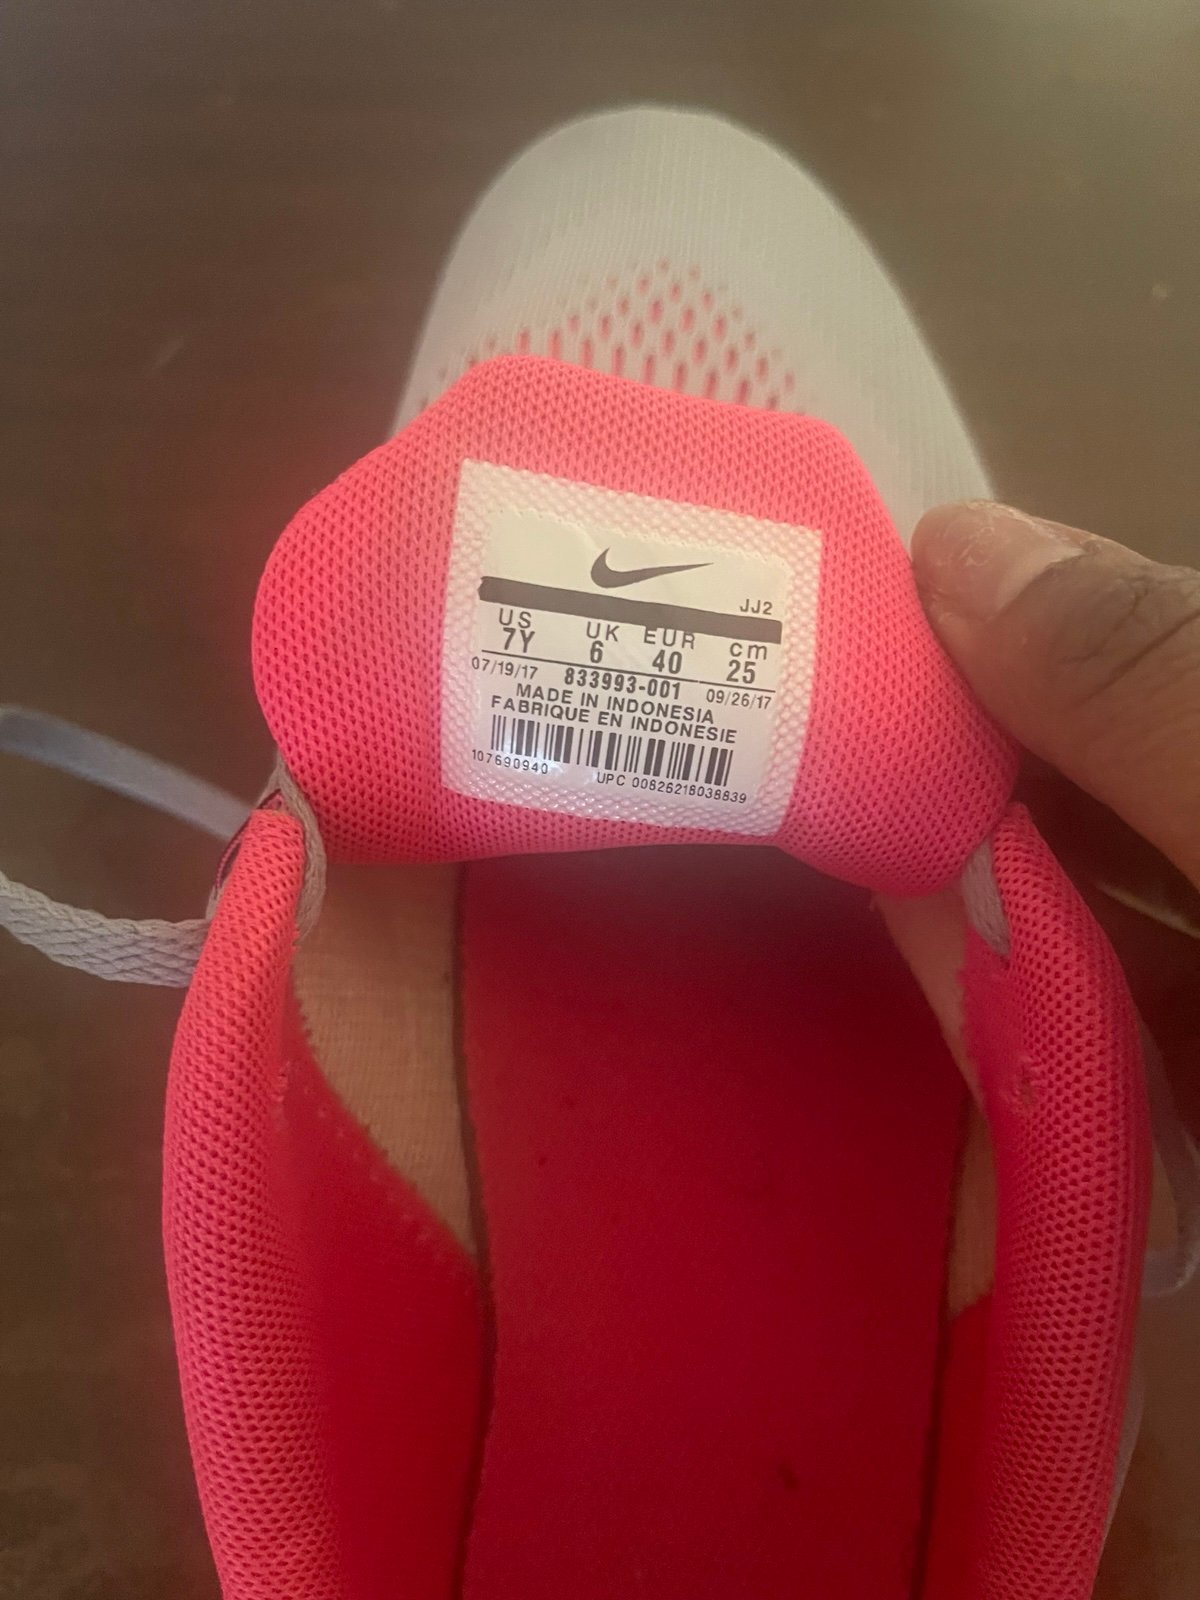 JJ2
US UK EUR cm
7Y 6 40 25
07/19/17 833993-001 09/26/17
MADE IN INDONESIA
FABRIQUE EN INDONESIE
107690940 UPC 00826218038839